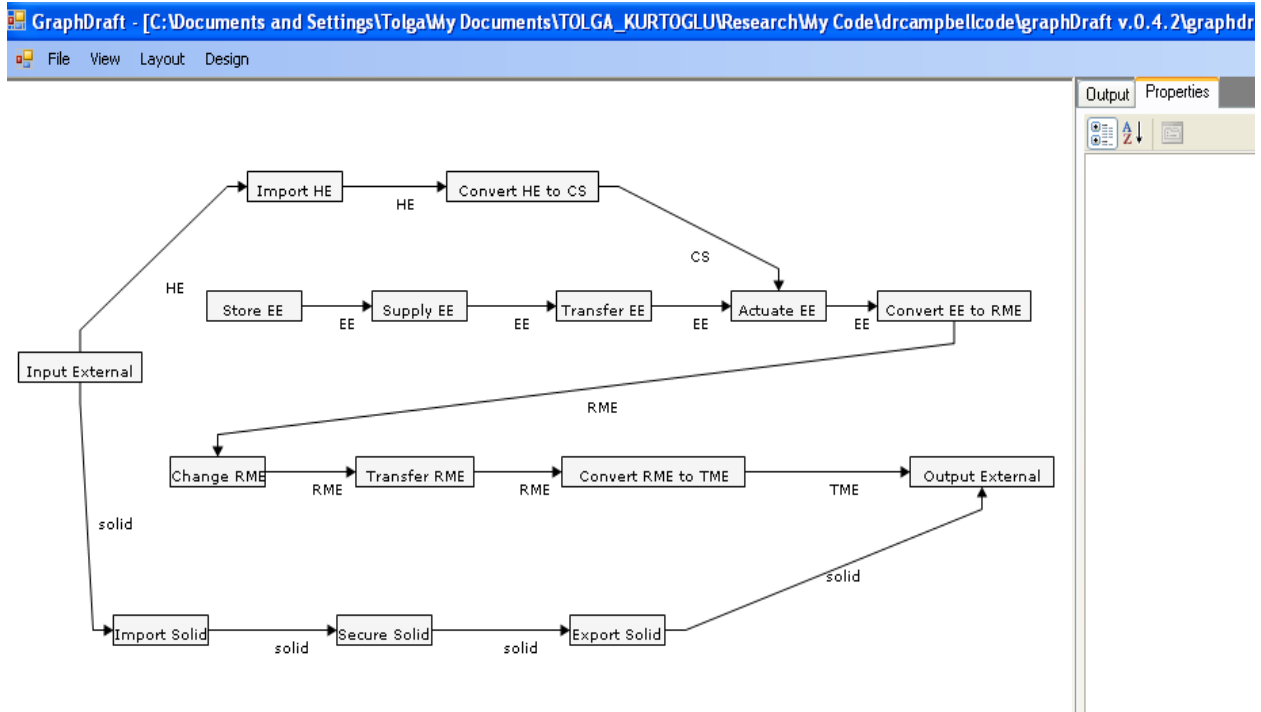 GraphDraft - [C:\Documents and Settings\Tolga\My Documents\TOLGA_KURTOGLU\Research\My Code\drcampbellcode\graphDraft v.0.4.2\graphdr
File View Layout Design
Output Properties
Import HE
HE
Convert HE to CS
CS
HE
Store EE
EE
Supply EE
EE
Transfer EE
EE
Actuate EE
EE
Convert EE to RME
Input External
RME
Change RME
RME
Transfer RME
RME
Convert RME to TME
TME
Output External
solid
solid
Import Solid
solid
Secure Solid
solid
Export Solid